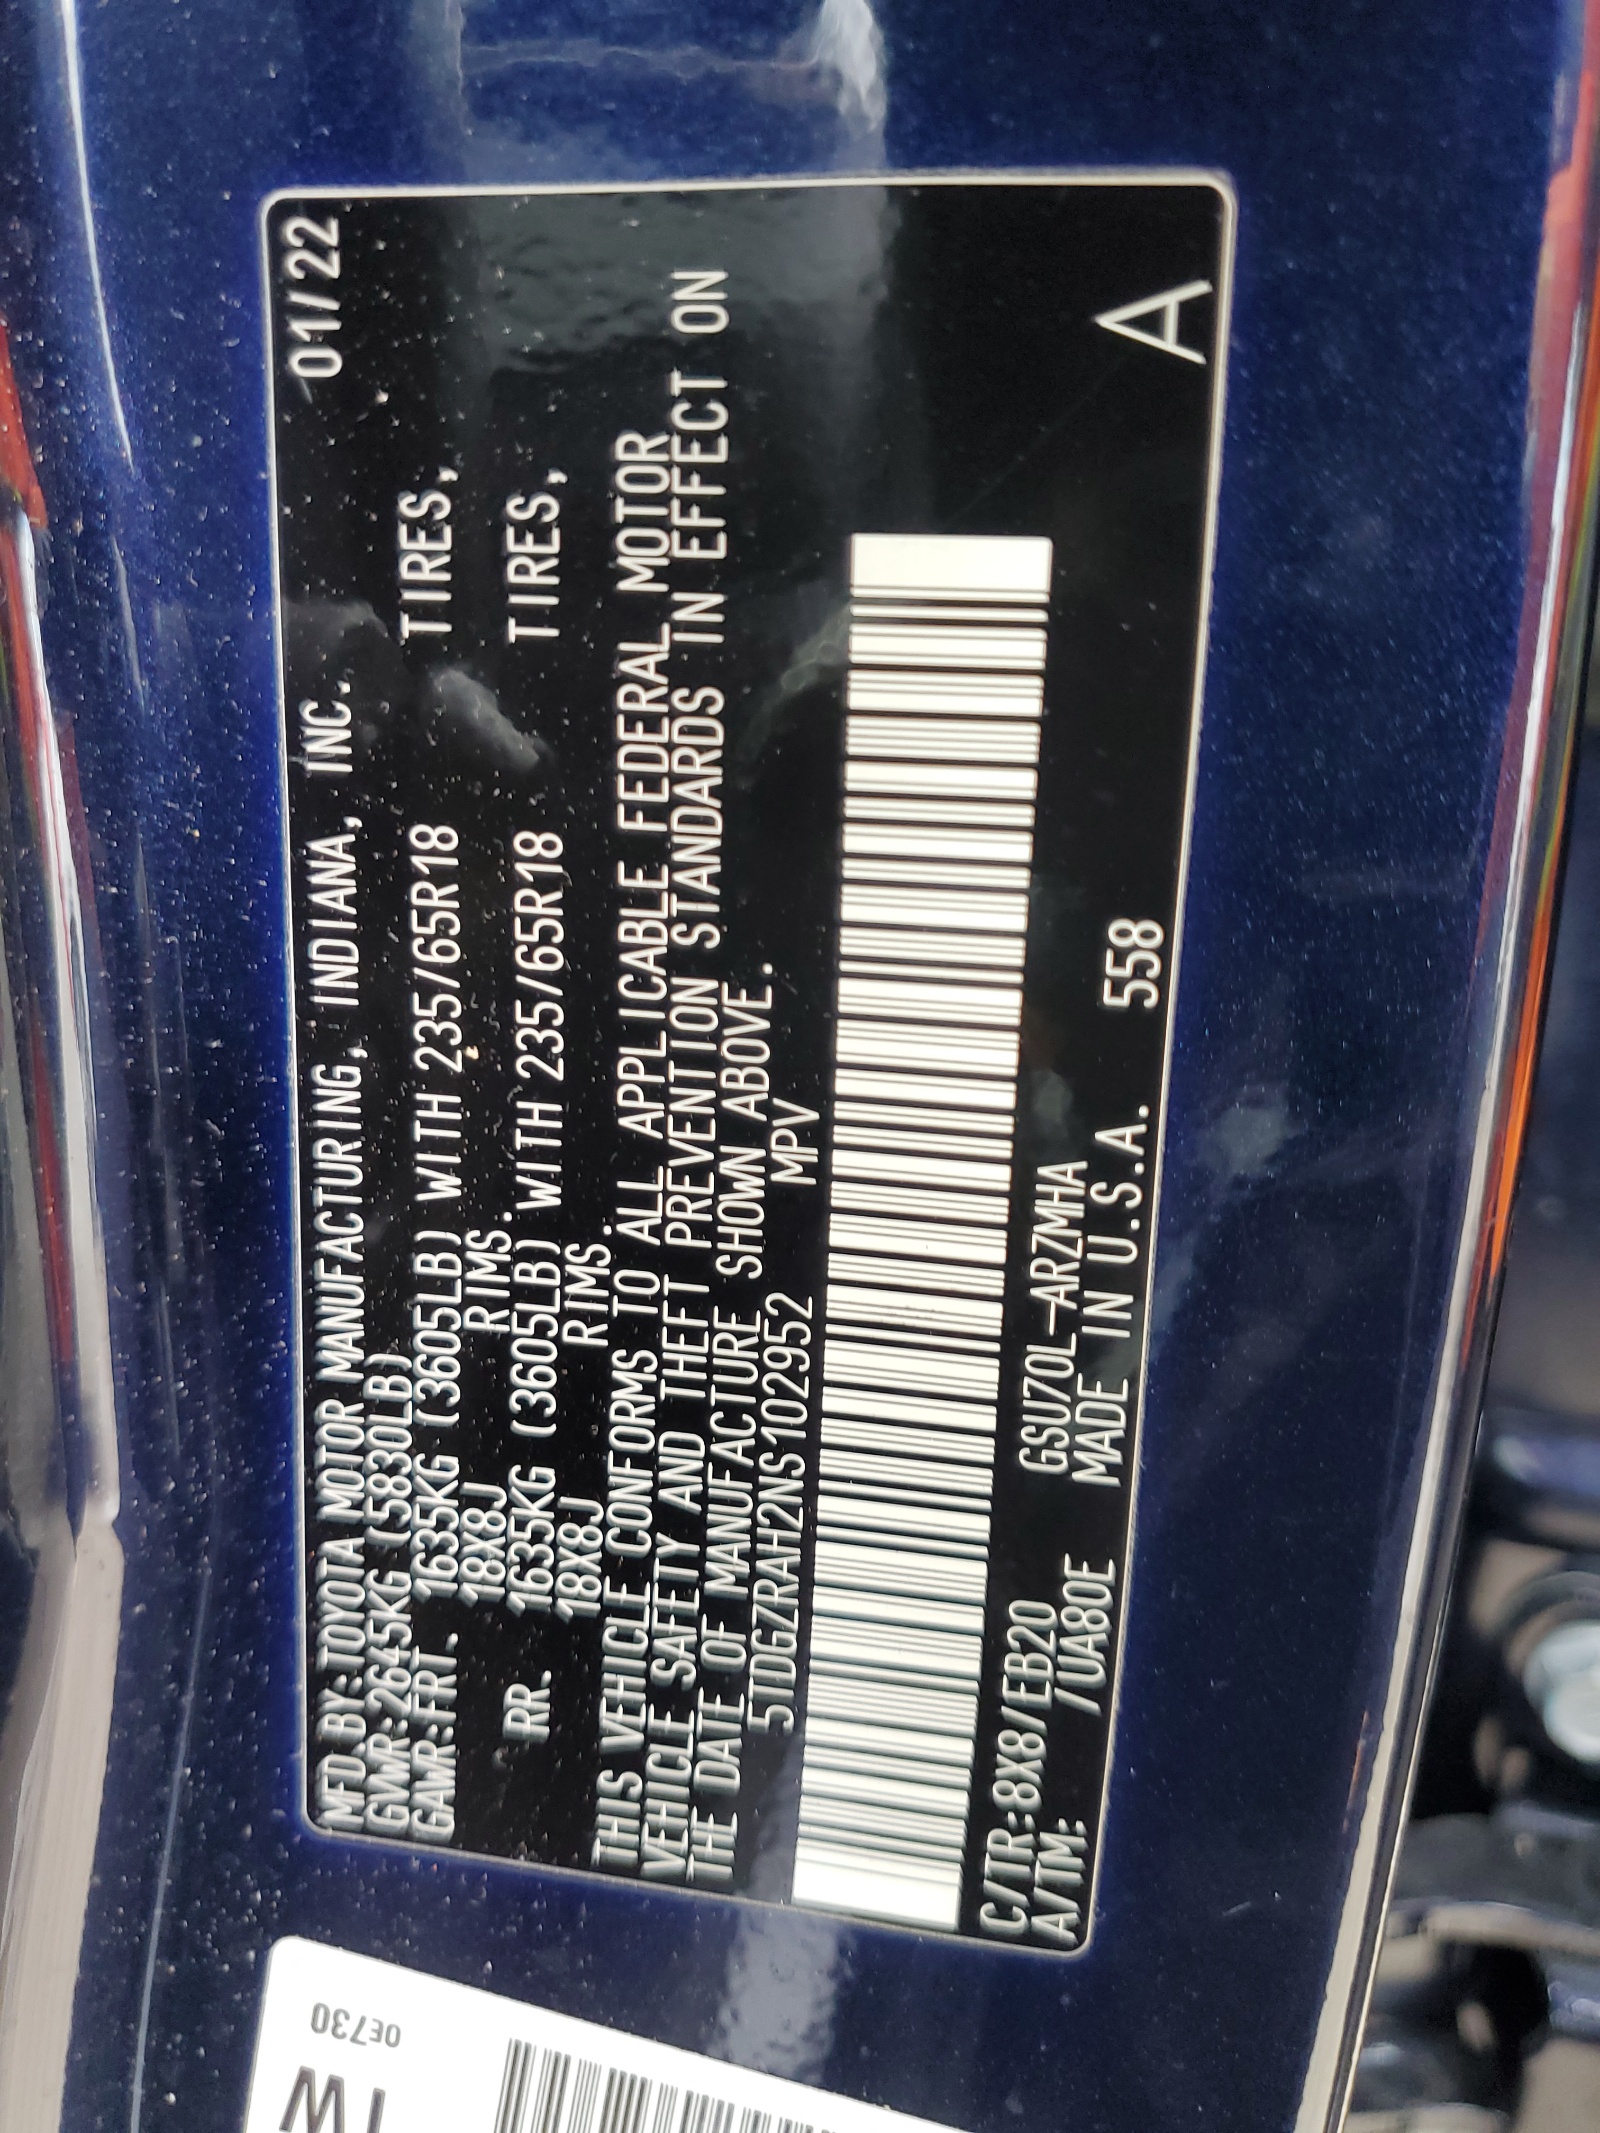 MFD.BY: TOYOTA MOTOR MANUFACTURING, INDIANA, INC. 01/22
GVWR:2645KG (5830LB)
GAWR:FRT. 1635KG (3605LB) WITH 235/65R18 TIRES,
18X8J RIMS.
RR. 1635KG (3605LB) WITH 235/65R18 TIRES,
18X8J RIMS.
THIS VEHICLE CONFORMS TO ALL APPLICABLE FEDERAL MOTOR
VEHICLE SAFETY AND THEFT PREVENTION STANDARDS IN EFFECT ON
THE DATE OF MANUFACTURE SHOWN ABOVE.
5TDGZRAH2NS102952 MPV
C/TR:8X8/EB20 GSU70L-ARZMHA
A/TM: /UA80E MADE IN U.S.A. 558
A
0E730